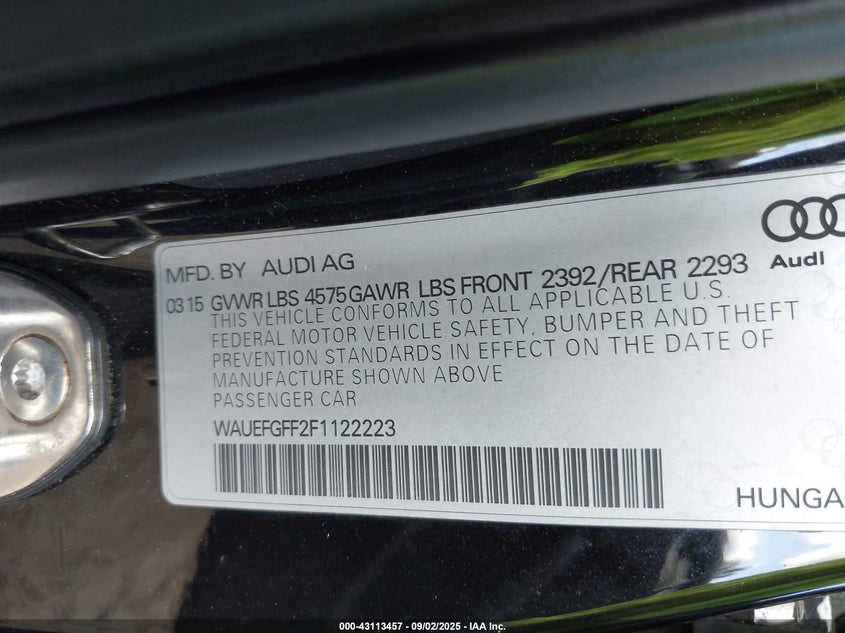 Audi
MFD. BY AUDI AG
03 15 GVWR LBS 4575 GAWR LBS FRONT 2392/REAR 2293
THIS VEHICLE CONFORMS TO ALL APPLICABLE U.S.
FEDERAL MOTOR VEHICLE SAFETY, BUMPER AND THEFT
PREVENTION STANDARDS IN EFFECT ON THE DATE OF
MANUFACTURE SHOWN ABOVE
PASSENGER CAR
WAUEFGFF2F1122223
HUNGA
000-43113457 - 09/02/2025 - IAA Inc.